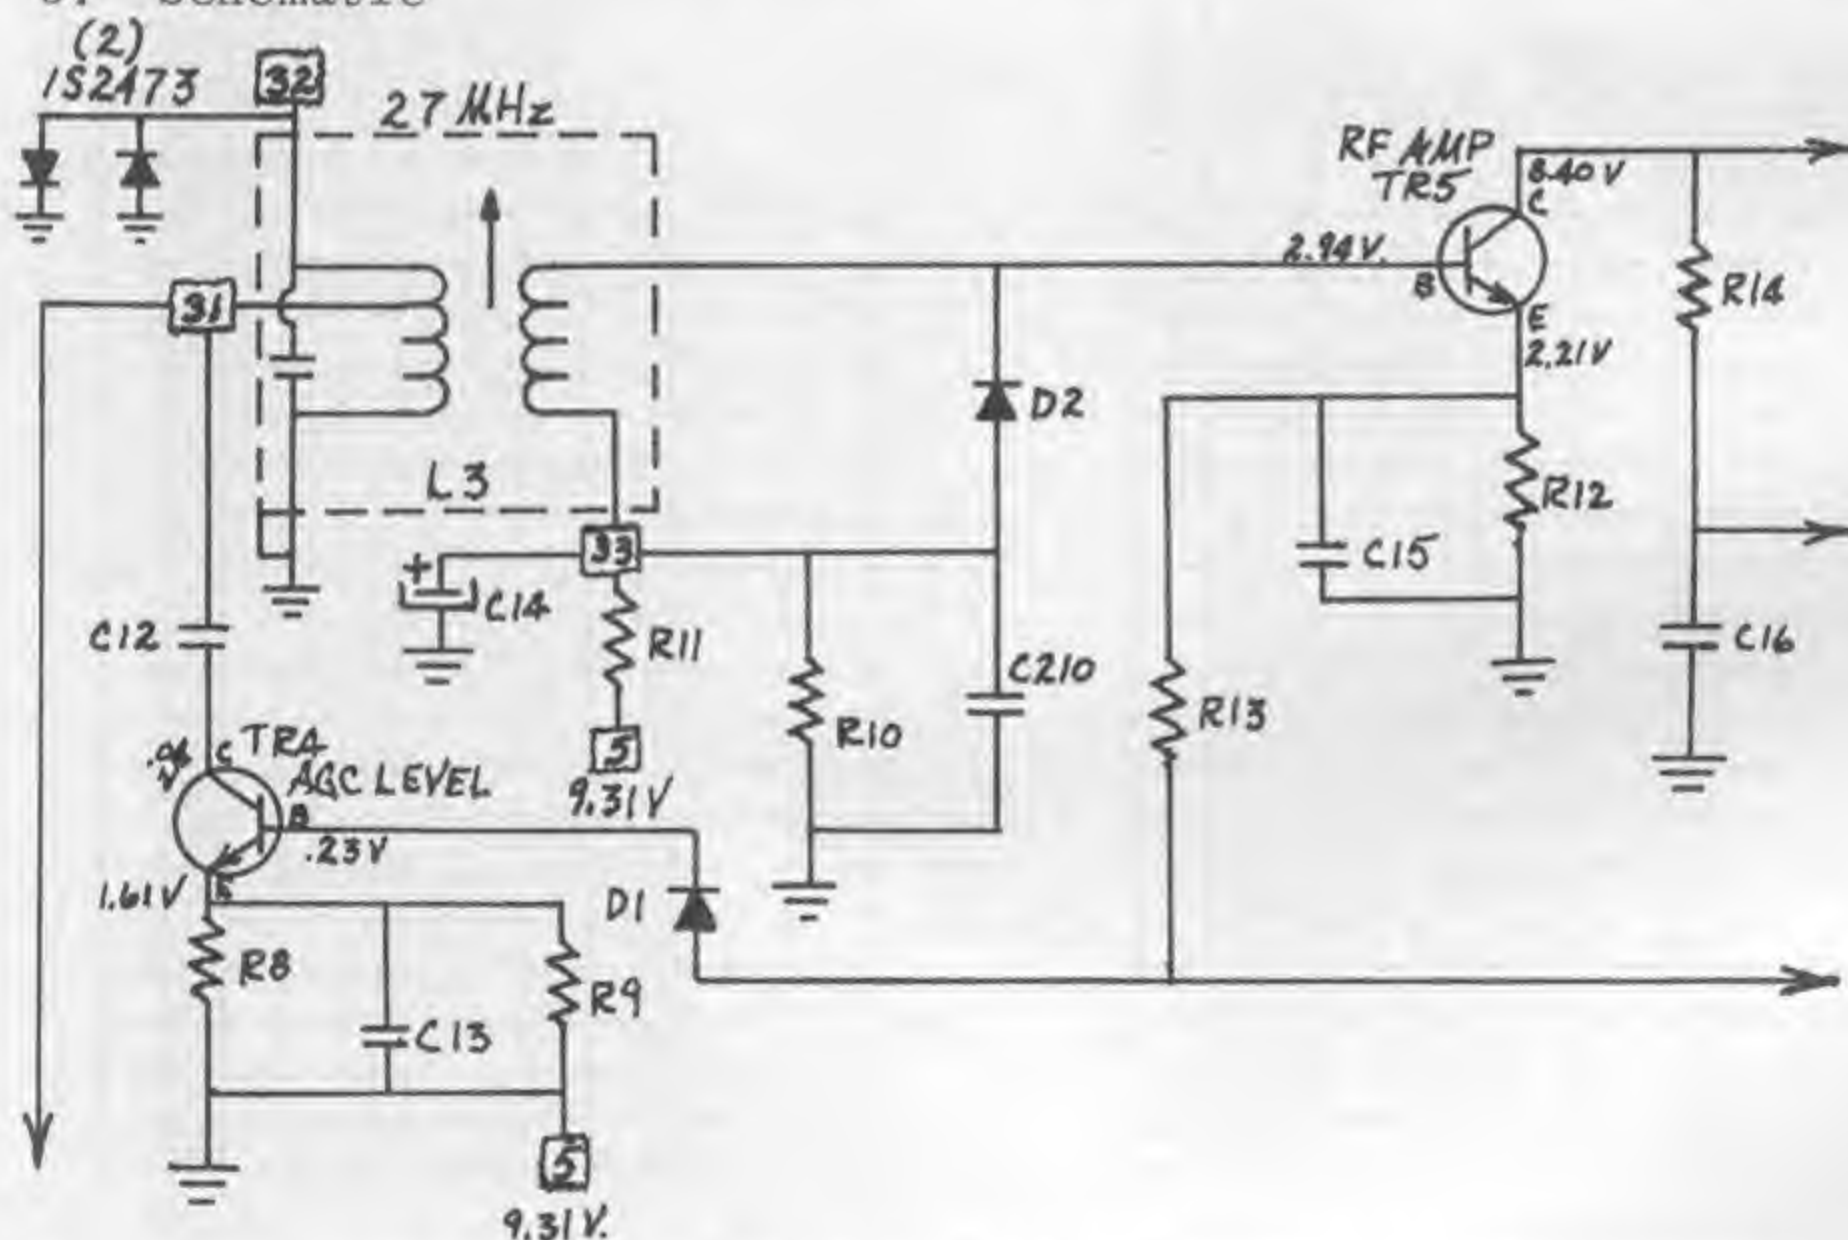 Schematic
(2)
1S2473
32
27 MHz
RF AMP
TR5
8.40 V
C
2.94V.
B
E
2.21V
R14
31
D2
L3
33
R12
C15
+
C14
R11
C12
C210
C16
R13
R10
5
9.31V
TR4
C
AGC LEVEL
B
.23V
1.61V
E
D1
R8
R9
C13
5
9.31V.